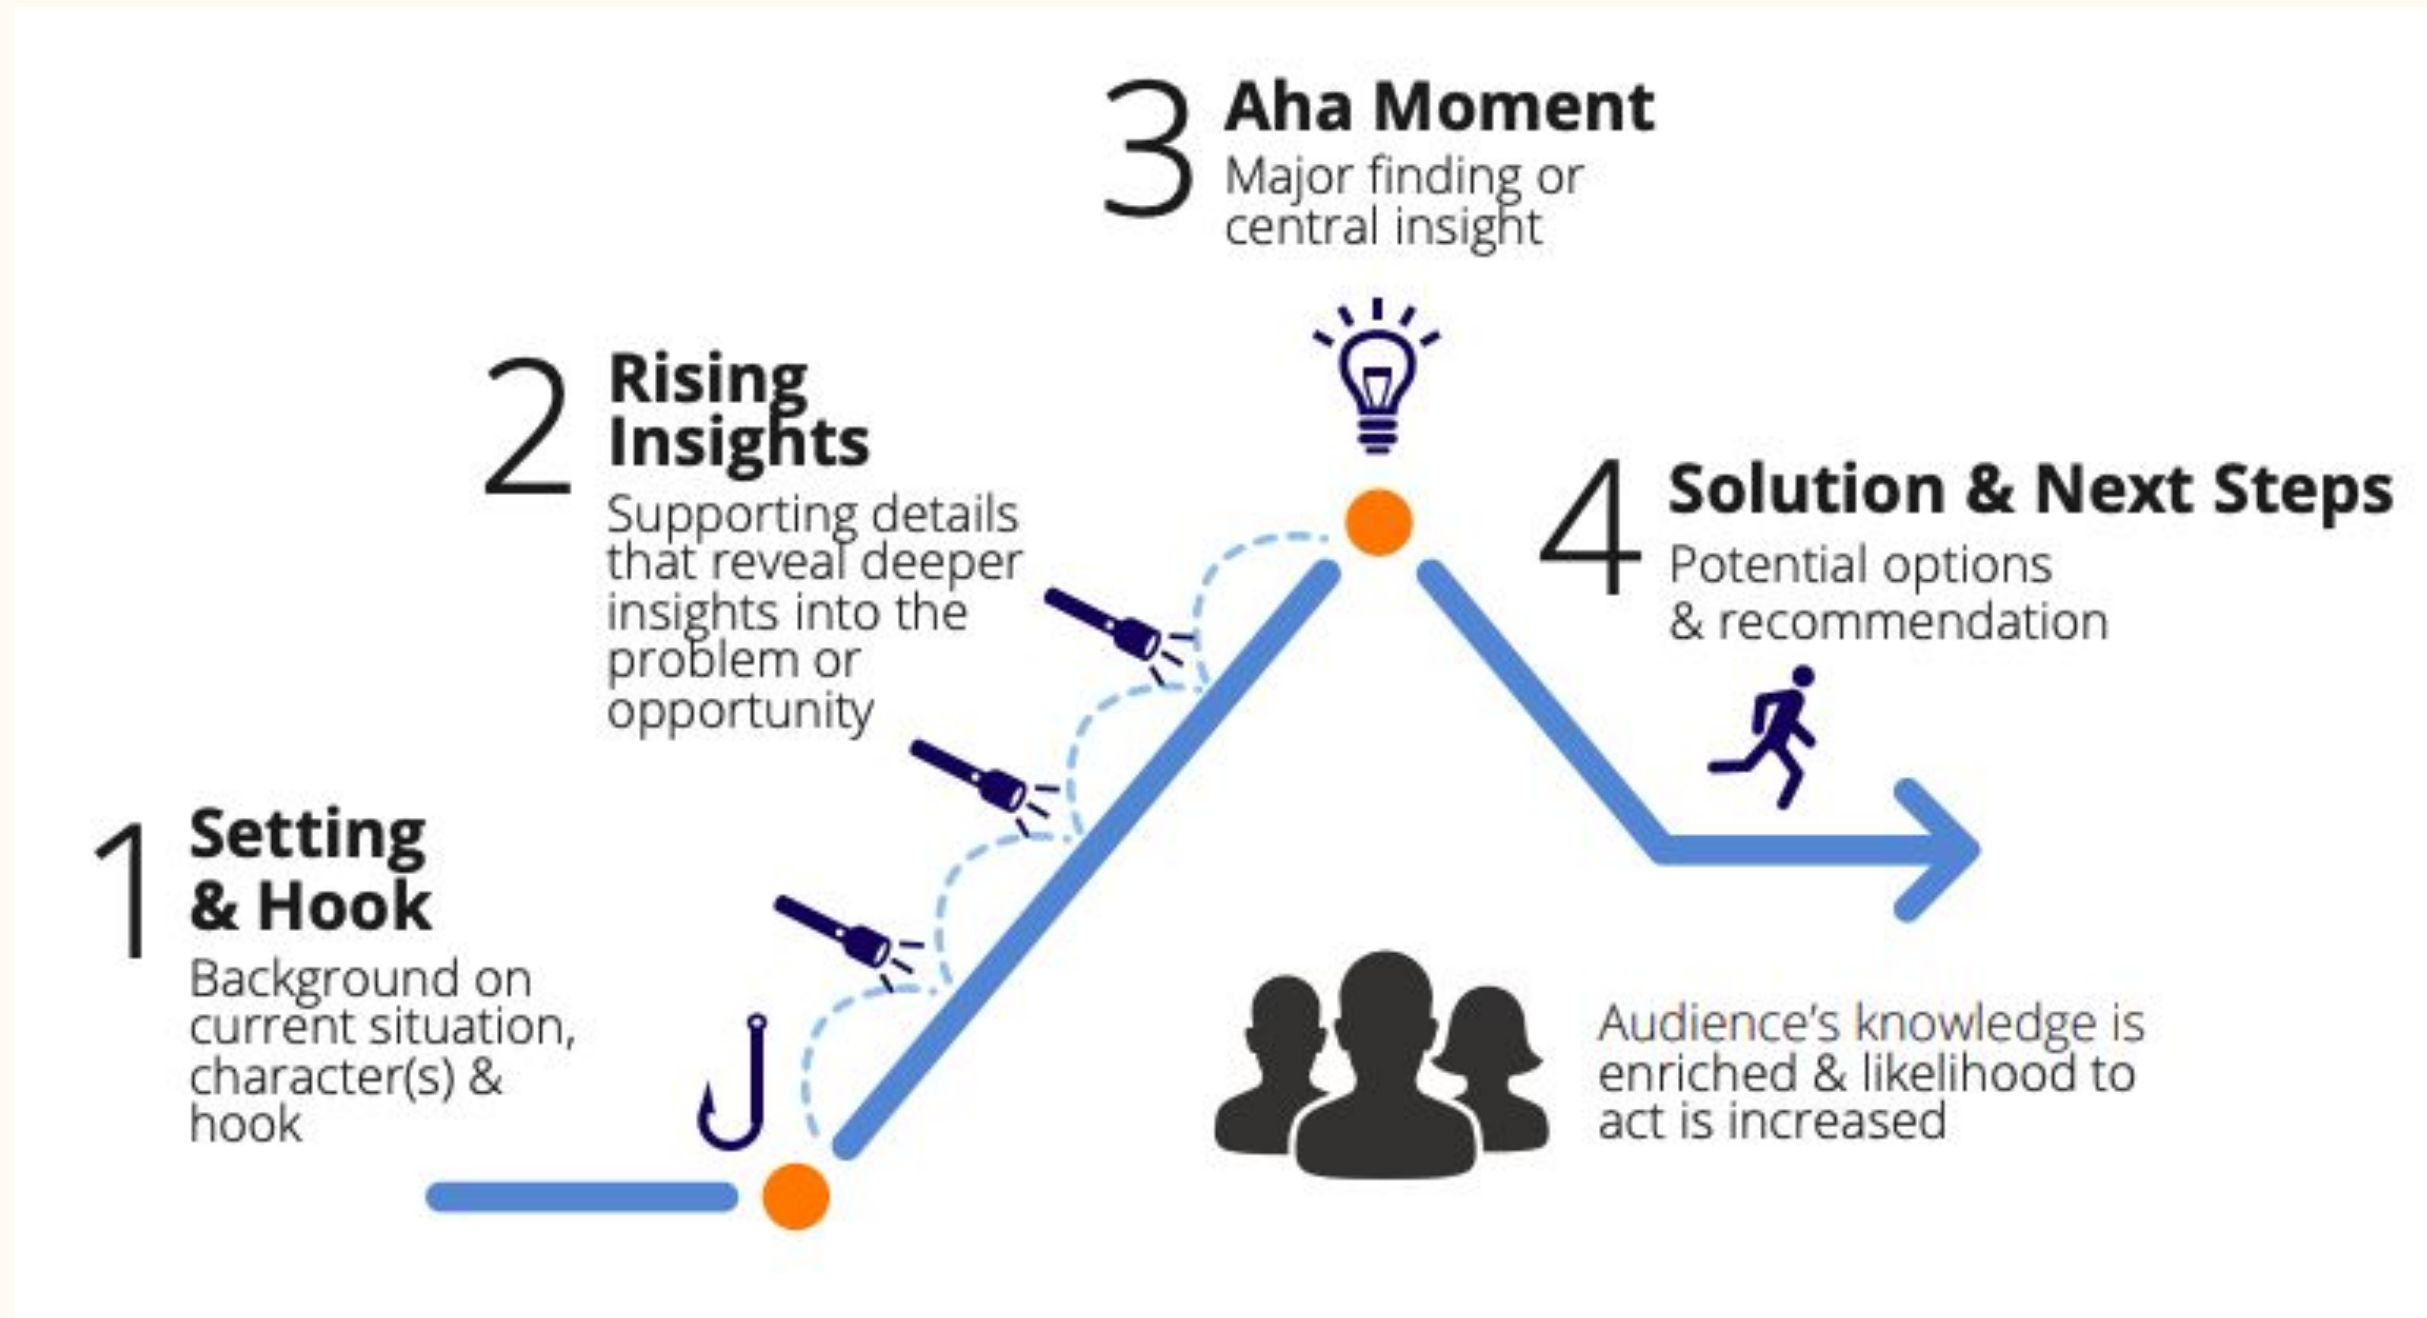 1
Setting
& Hook
Background on
current situation,
character(s) &
hook
2
Rising
Insights
Supporting details
that reveal deeper
insights into the
problem or
opportunity
3
Aha Moment
Major finding or
central insight
4
Solution & Next Steps
Potential options
& recommendation
Audience’s knowledge is
enriched & likelihood to
act is increased